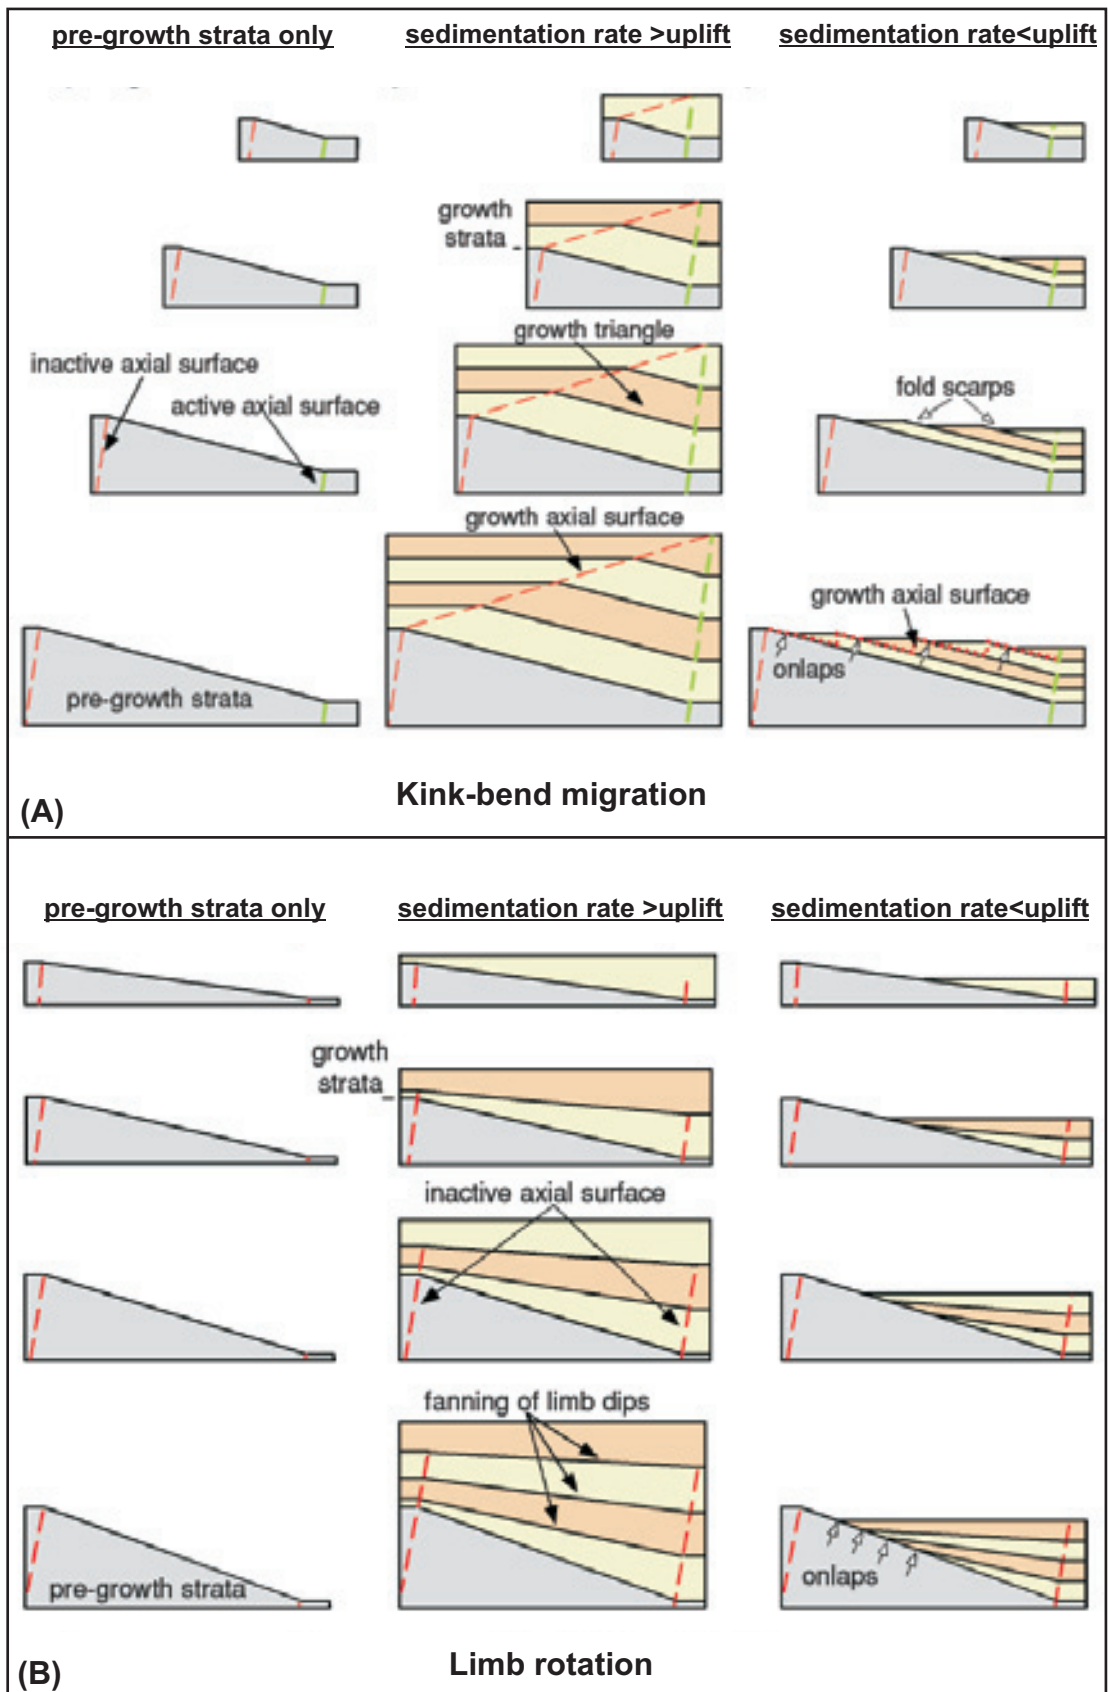 pre-growth strata only
sedimentation rate >uplift
sedimentation rate<uplift
growth
strata
growth triangle
inactive axial surface
active axial surface
fold scarps
growth axial surface
growth axial surface
onlaps
pre-growth strata
(A)
Kink-bend migration
pre-growth strata only
sedimentation rate >uplift
sedimentation rate<uplift
growth
strata
inactive axial surface
fanning of limb dips
pre-growth strata
onlaps
(B)
Limb rotation